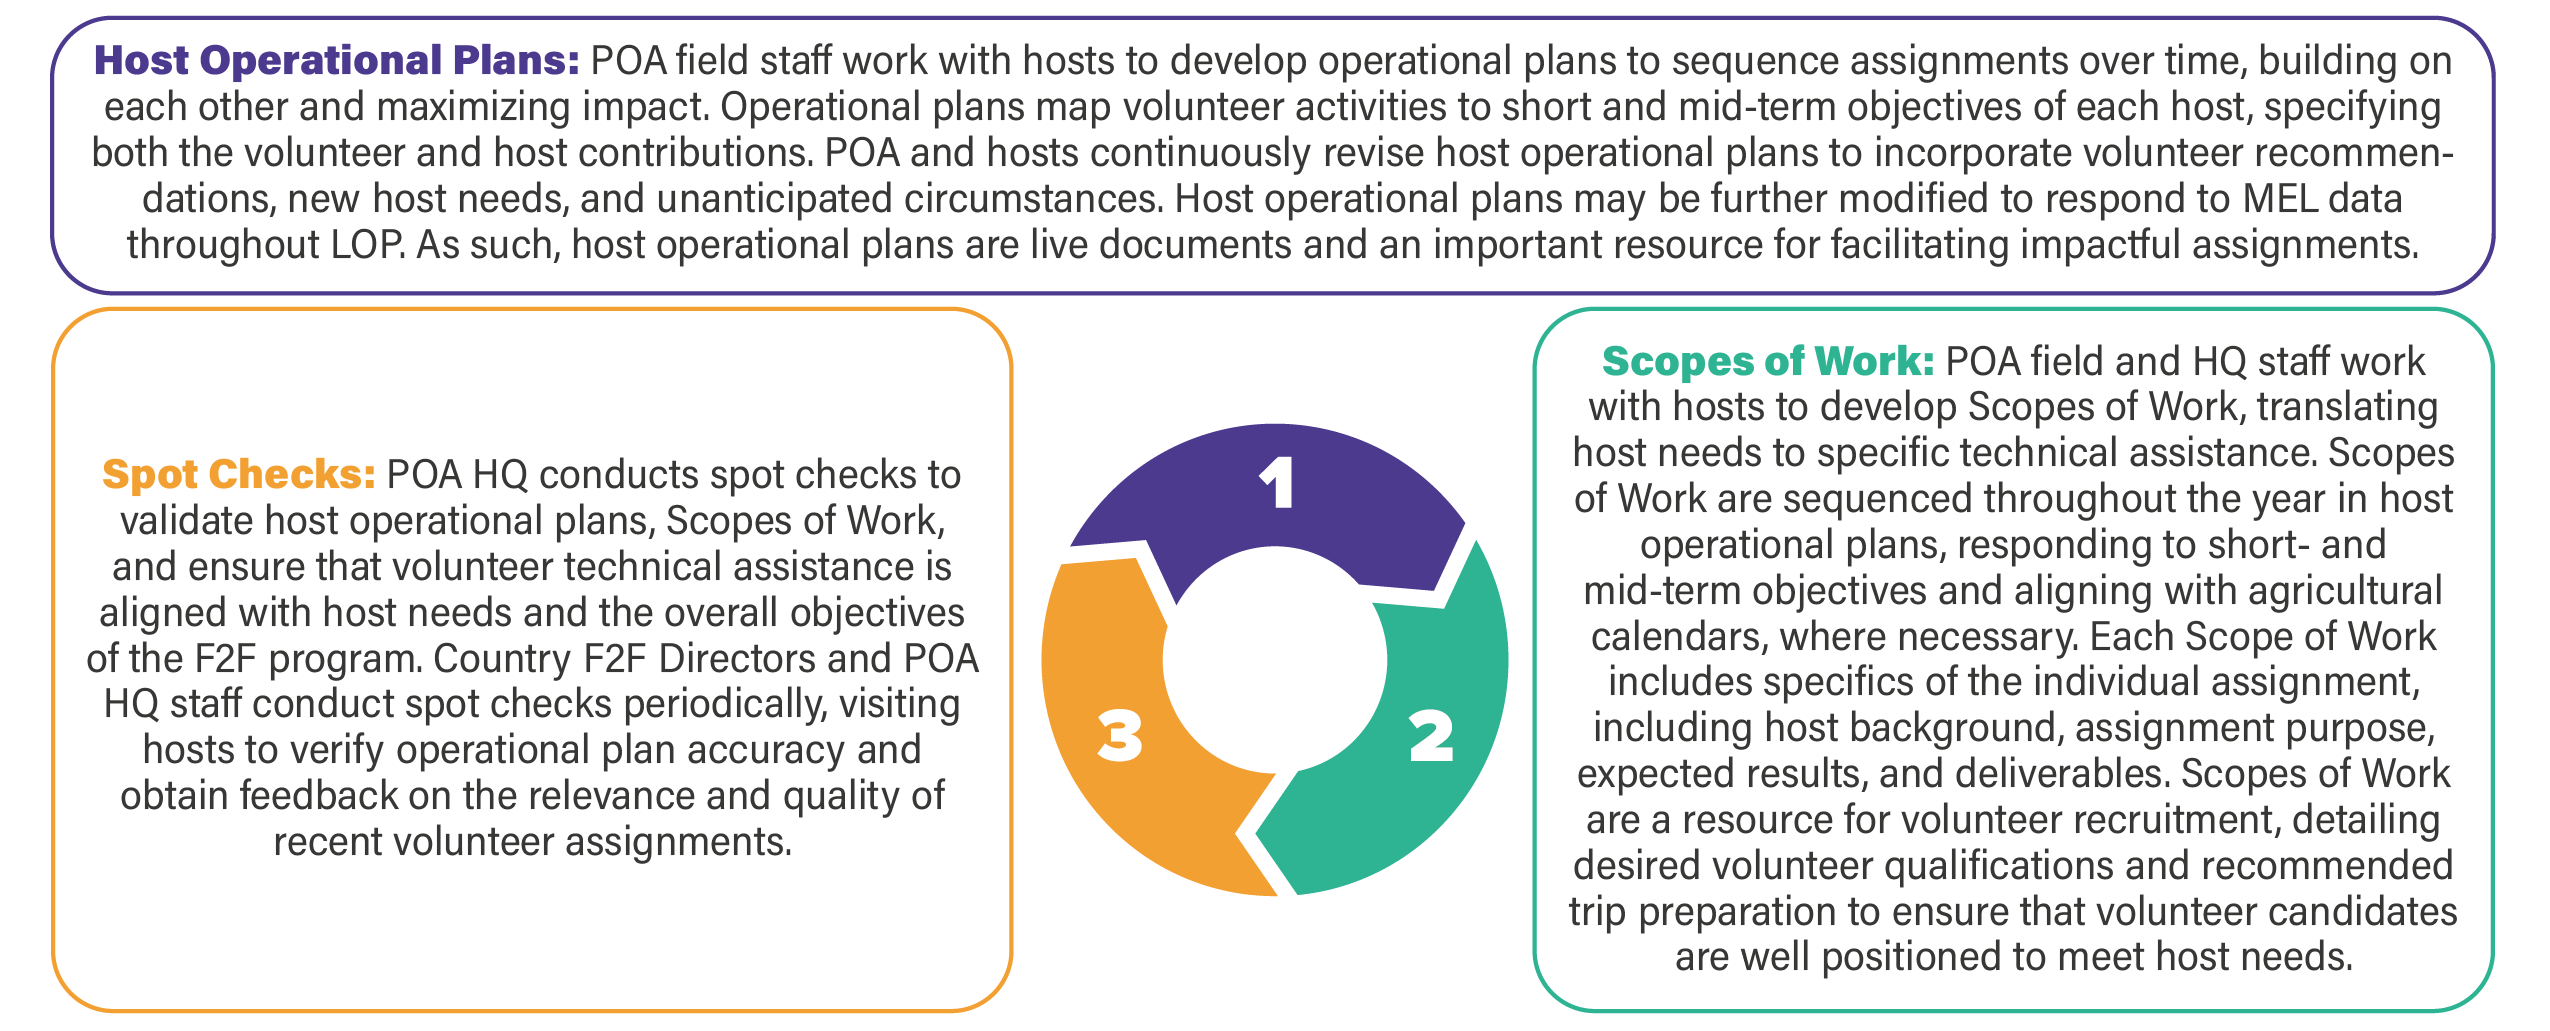 Host Operational Plans: POA field staff work with hosts to develop operational plans to sequence assignments over time, building on
each other and maximizing impact. Operational plans map volunteer activities to short and mid-term objectives of each host, specifying
both the volunteer and host contributions. POA and hosts continuously revise host operational plans to incorporate volunteer recommen-
dations, new host needs, and unanticipated circumstances. Host operational plans may be further modified to respond to MEL data
throughout LOP. As such, host operational plans are live documents and an important resource for facilitating impactful assignments.
1
Scopes of Work: POA field and HQ staff work
with hosts to develop Scopes of Work, translating
host needs to specific technical assistance. Scopes
of Work are sequenced throughout the year in host
operational plans, responding to short- and
mid-term objectives and aligning with agricultural
calendars, where necessary. Each Scope of Work
includes specifics of the individual assignment,
including host background, assignment purpose,
expected results, and deliverables. Scopes of Work
are a resource for volunteer recruitment, detailing
desired volunteer qualifications and recommended
trip preparation to ensure that volunteer candidates
are well positioned to meet host needs.
2
Spot Checks: POA HQ conducts spot checks to
validate host operational plans, Scopes of Work,
and ensure that volunteer technical assistance is
aligned with host needs and the overall objectives
of the F2F program. Country F2F Directors and POA
HQ staff conduct spot checks periodically, visiting
hosts to verify operational plan accuracy and
obtain feedback on the relevance and quality of
recent volunteer assignments.
3